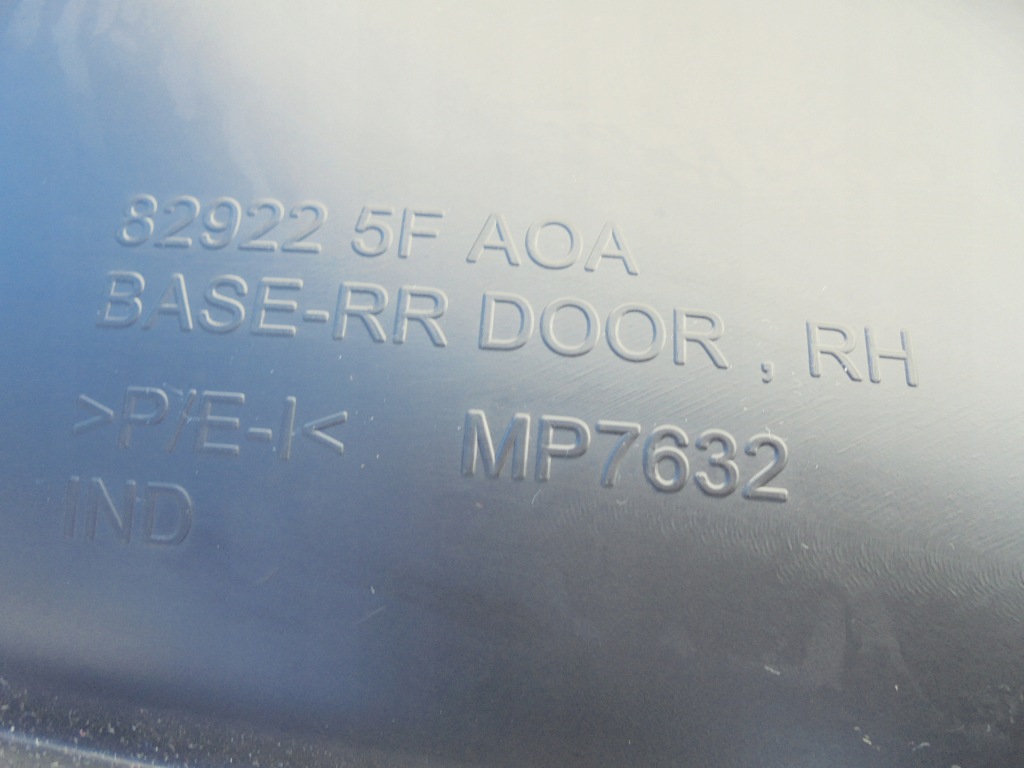 82922 5F AOA
BASE-RR DOOR , RH
>P/E-I< MP7632
IND